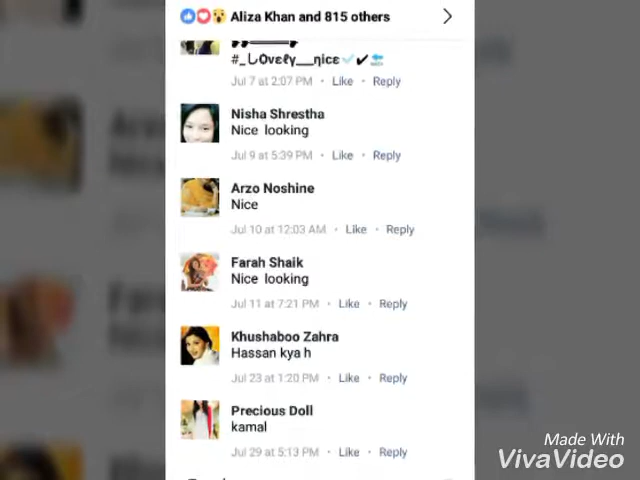 Aliza Khan and 815 others
Jul 7 at 2:07 PM • Like • Reply
Nisha Shrestha
Nice looking
Jul 9 at 5:39 PM • Like • Reply
Arzo Noshine
Nice
Jul 10 at 12:03 AM • Like • Reply
Farah Shaik
Nice looking
Jul 11 at 7:21 PM • Like • Reply
Khushaboo Zahra
Hassan kya h
Jul 23 at 1:20 PM • Like • Reply
Precious Doll
kamal
Jul 29 at 5:13 PM • Like • Reply
Made With
VivaVideo